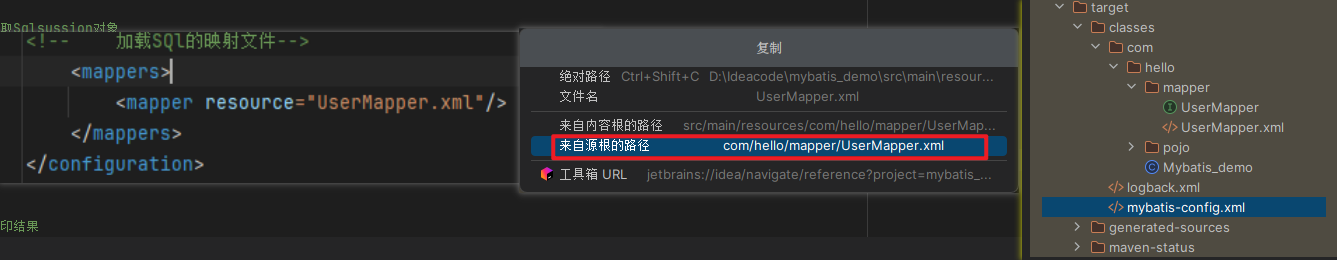 取Sqlsussion对象
<!-- 加载SQl的映射文件-->
<mappers>
<mapper resource="UserMapper.xml"/>
</mappers>
</configuration>
印结果
复制
绝对路径 Ctrl+Shift+C D:\Ideacode\mybatis_demo\src\main\resour...
文件名 UserMapper.xml
来自内容根的路径 src/main/resources/com/hello/mapper/UserMap...
来自源根的路径 com/hello/mapper/UserMapper.xml
工具箱 URL jetbrains://idea/navigate/reference?project=mybatis_...
target
classes
com
hello
mapper
UserMapper
UserMapper.xml
pojo
Mybatis_demo
logback.xml
mybatis-config.xml
generated-sources
maven-status